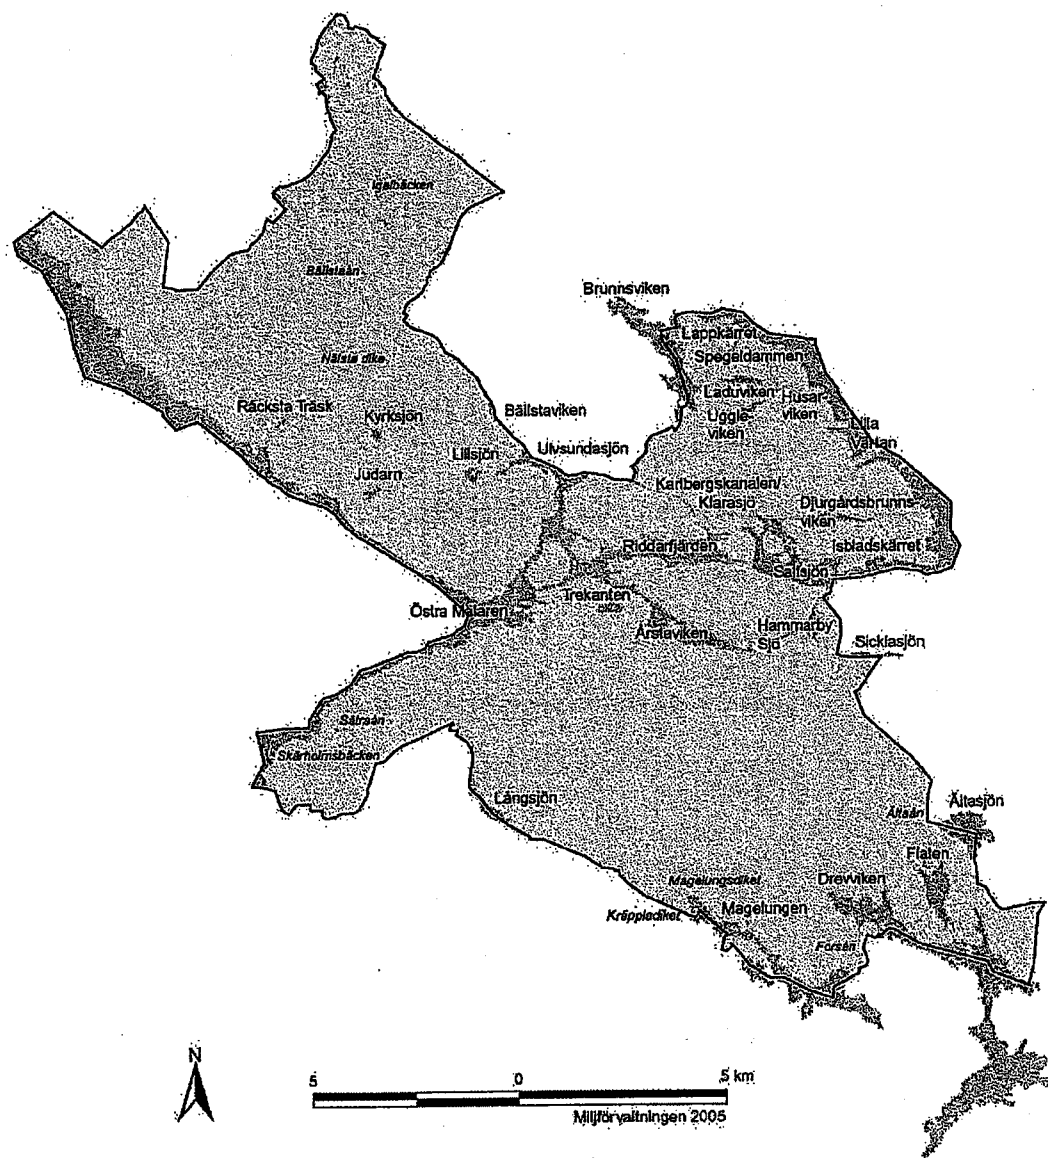 Igelbäcken
Bällstaån
Brunnsviken
Lappkärret
Spegeldammen
Nälsta dike
Laduviken
Husar-
viken
Råcksta Träsk
Kyrksjön
Bällstaviken
Uggle-
viken
Lilla
Värtan
Ulvsundasjön
Lillsjön
Judarn
Karlbergskanalen/
Klarasjö
Djurgårdsbrunns-
viken
Riddarfjärden
Isbladskärret
Saltsjön
Trekanten
Östra Mälaren
Årstaviken
Hammarby
Sjö
Sicklasjön
Sätraån
Skärholmsbäcken
Långsjön
Ältasjön
Ältaån
Flaten
Magelungsdiket
Drevviken
Kräpplediket
Magelungen
Forsån
N
5
0
5 km
Miljförvaltningen 2005